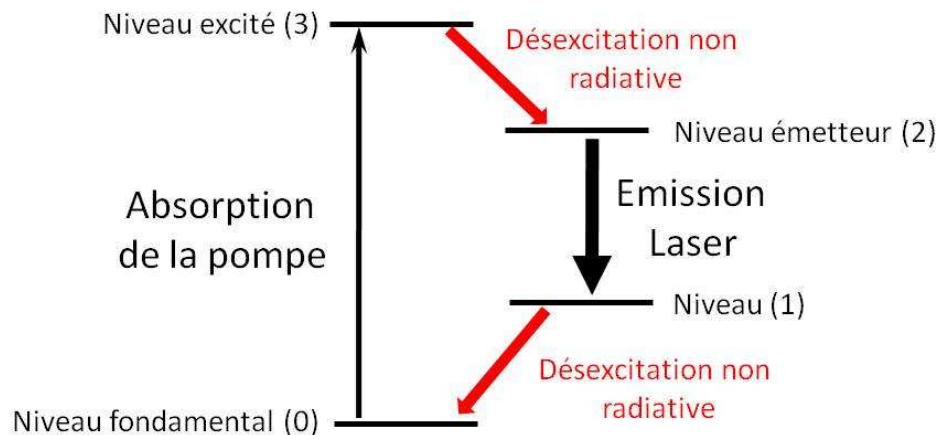 Niveau excité (3)
Désexcitation non
radiative
Niveau émetteur (2)
Absorption
de la pompe
Emission
Laser
Niveau (1)
Désexcitation non
radiative
Niveau fondamental (0)